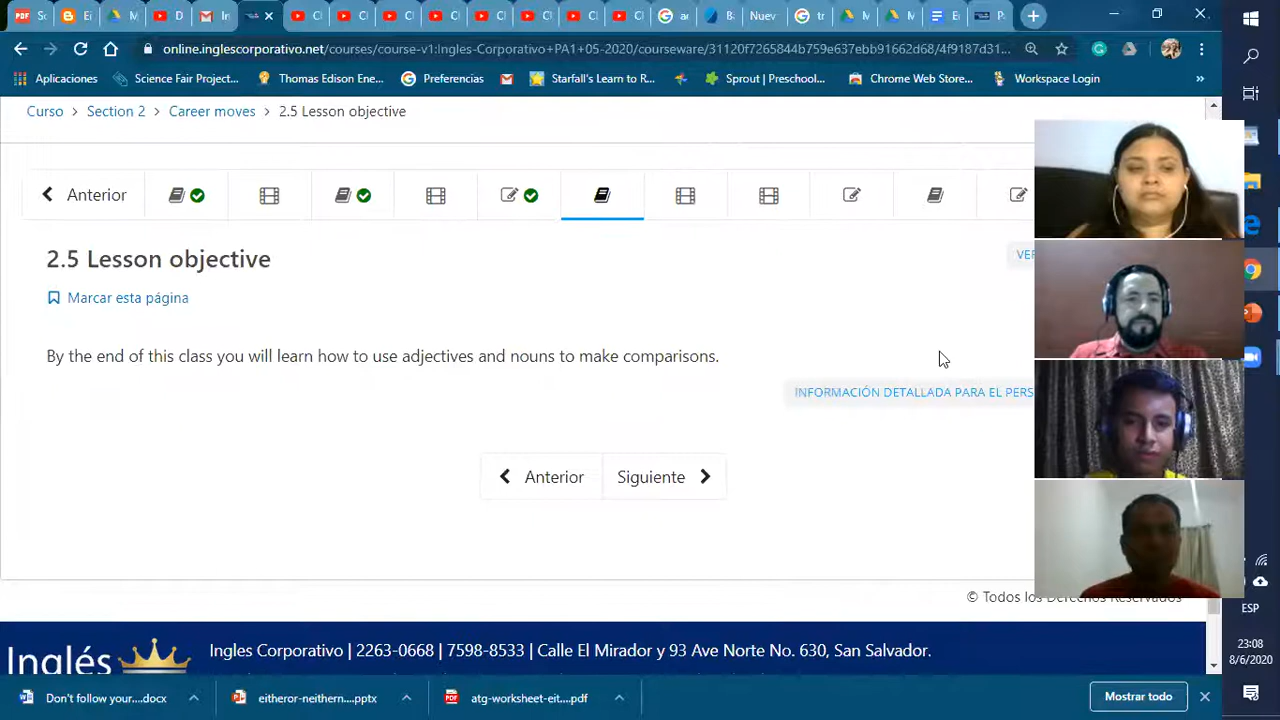 online.inglescorporativo.net/courses/course-v1:Ingles-Corporativo+PA1+05-2020/courseware/31120f7265844b759e637ebb91662d68/4f9187d31...
Aplicaciones Science Fair Project... Thomas Edison Ene... Preferencias Starfall's Learn to R... Sprout | Preschool... Chrome Web Store... Workspace Login »
Curso > Section 2 > Career moves > 2.5 Lesson objective
Anterior
2.5 Lesson objective
VER
Marcar esta página
By the end of this class you will learn how to use adjectives and nouns to make comparisons.
INFORMACIÓN DETALLADA PARA EL PERS
Anterior Siguiente
© Todos los Derechos Reservados
Inglés
Ingles Corporativo | 2263-0668 | 7598-8533 | Calle El Mirador y 93 Ave Norte No. 630, San Salvador.
Don't follow your....docx eitheror-neithern....pptx atg-worksheet-eit....pdf Mostrar todo
ESP
23:08
8/6/2020